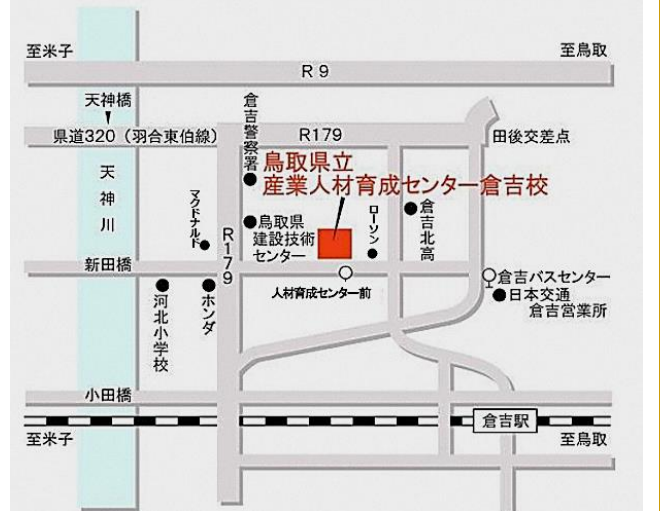 至米子
至鳥取
R9
天神橋
県道320（羽合東伯線）
R179
田後交差点
倉吉警察署
鳥取県立
産業人材育成センター倉吉校
天神川
マクドナルド
鳥取県
建設技術
センター
R179
ローソン
倉吉北高
新田橋
人材育成センター前
倉吉バスセンター
日本交通
倉吉営業所
河北小学校
ホンダ
小田橋
倉吉駅
至米子
至鳥取